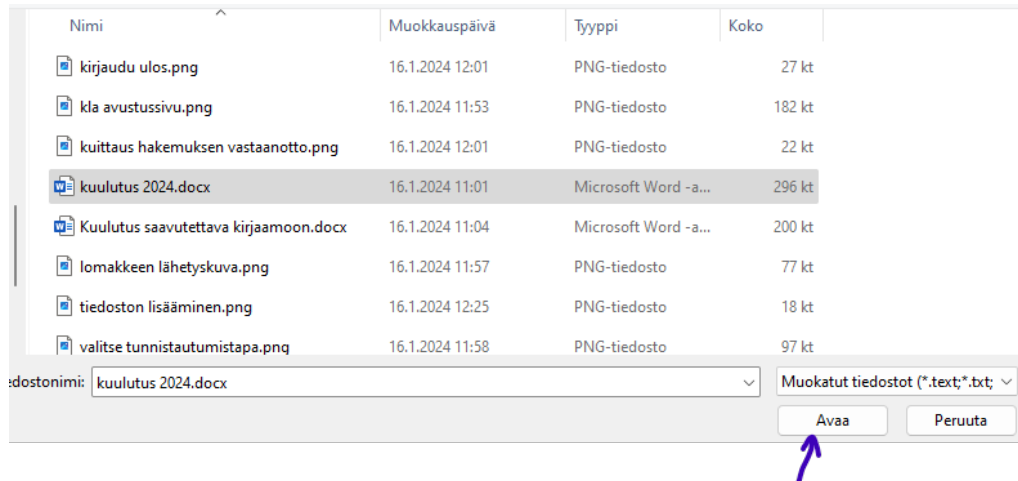 Nimi Muokkauspäivä Tyyppi Koko
kirjaudu ulos.png 16.1.2024 12:01 PNG-tiedosto 27 kt
kla avustussivu.png 16.1.2024 11:53 PNG-tiedosto 182 kt
kuittaus hakemuksen vastaanotto.png 16.1.2024 12:01 PNG-tiedosto 22 kt
kuulutus 2024.docx 16.1.2024 11:01 Microsoft Word -a... 296 kt
Kuulutus saavutettava kirjaamoon.docx 16.1.2024 11:04 Microsoft Word -a... 200 kt
lomakkeen lähetyskuva.png 16.1.2024 11:57 PNG-tiedosto 77 kt
tiedoston lisääminen.png 16.1.2024 12:25 PNG-tiedosto 18 kt
valitse tunnistautumistapa.png 16.1.2024 11:58 PNG-tiedosto 97 kt
edostonimi: kuulutus 2024.docx Muokatut tiedostot (*.text;*.txt;
Avaa Peruuta